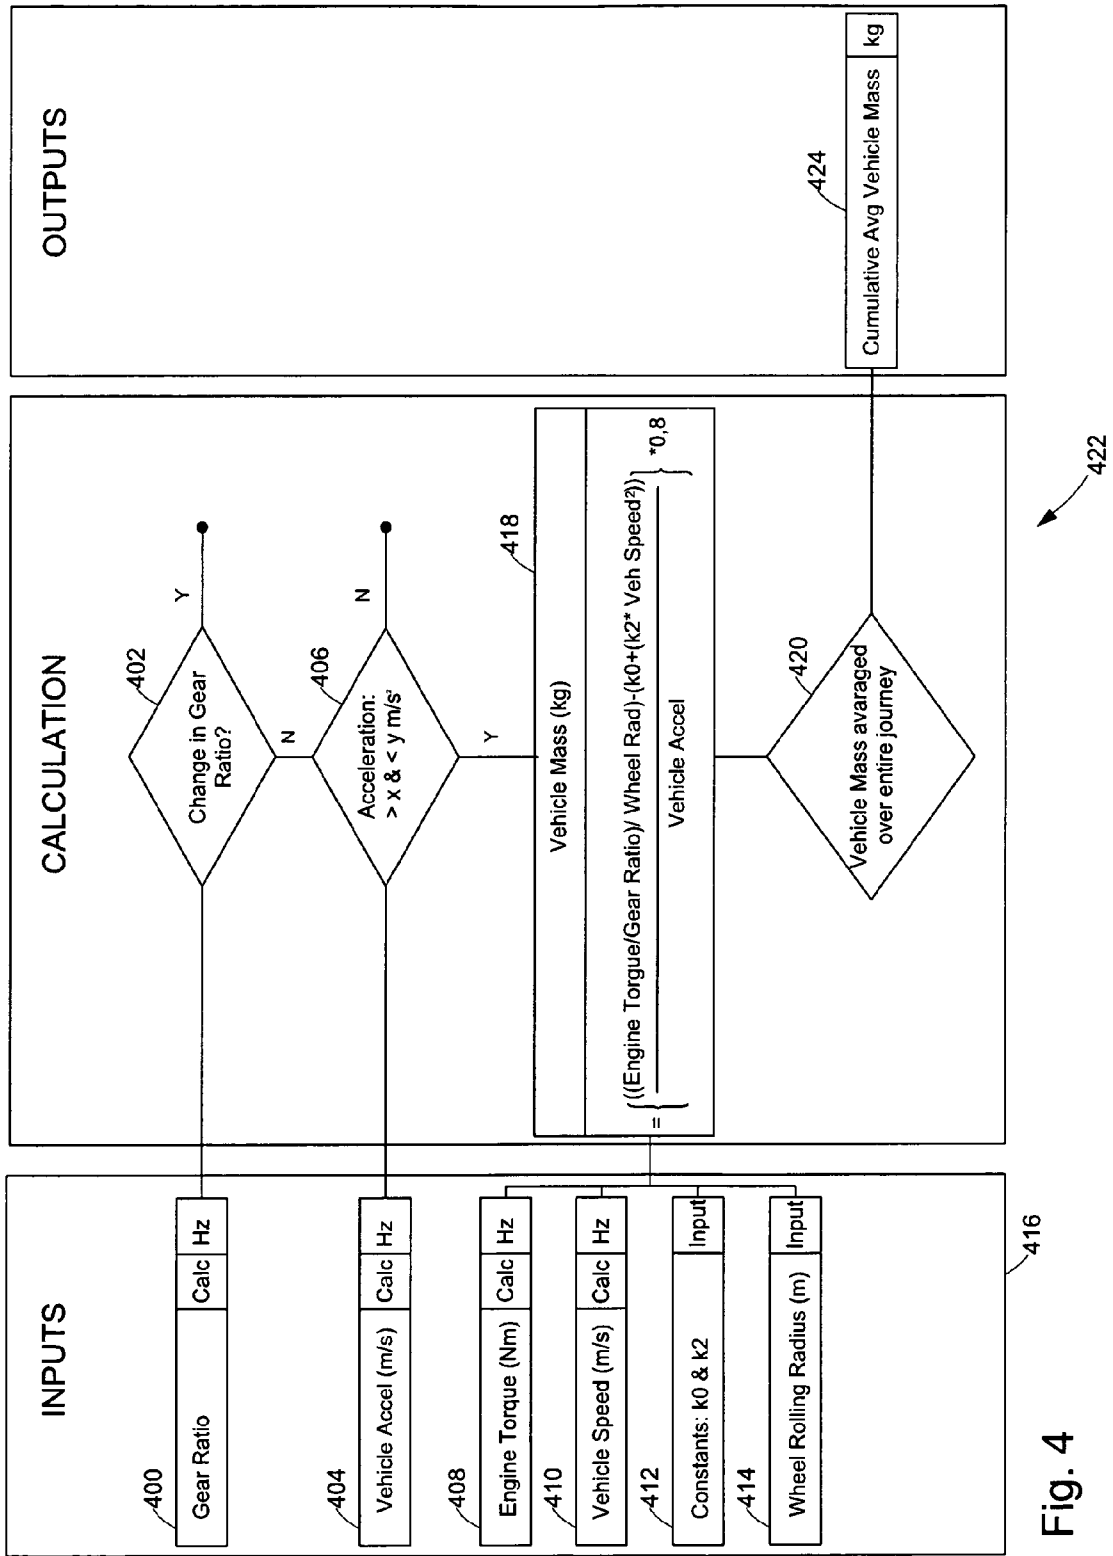 INPUTS
400
Gear Ratio
Calc
Hz
404
Vehicle Accel (m/s)
Calc
Hz
408
Engine Torque (Nm)
Calc
Hz
410
Vehicle Speed (m/s)
Calc
Hz
412
Constants: k0 & k2
Input
414
Wheel Rolling Radius (m)
Input
416
CALCULATION
402
Change in Gear
Ratio?
Y
N
406
Acceleration:
> x & < y m/s²
N
Y
418
Vehicle Mass (kg)
= {((Engine Torgue/Gear Ratio)/ Wheel Rad)-(k0+(k2* Veh Speed²))} *0,8
Vehicle Accel
420
Vehicle Mass avaraged
over entire journey
422
OUTPUTS
424
Cumulative Avg Vehicle Mass
kg
Fig. 4